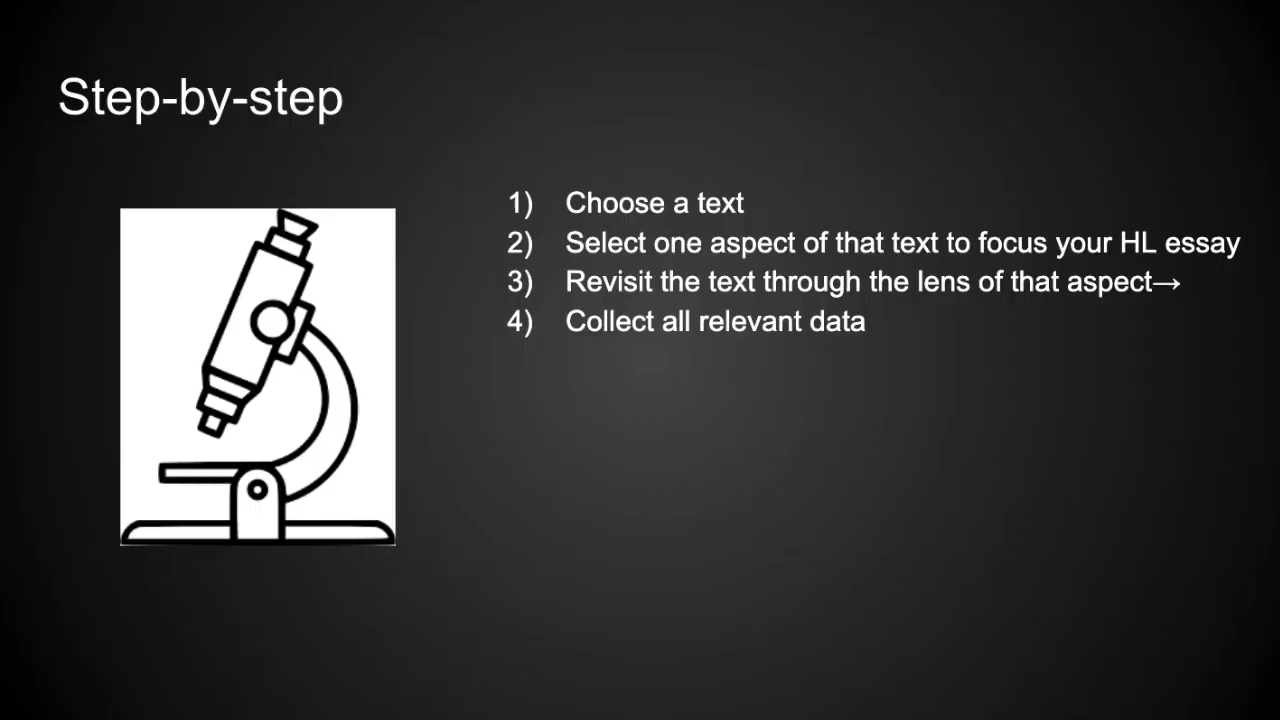 Step-by-step
1) Choose a text
2) Select one aspect of that text to focus your HL essay
3) Revisit the text through the lens of that aspect→
4) Collect all relevant data